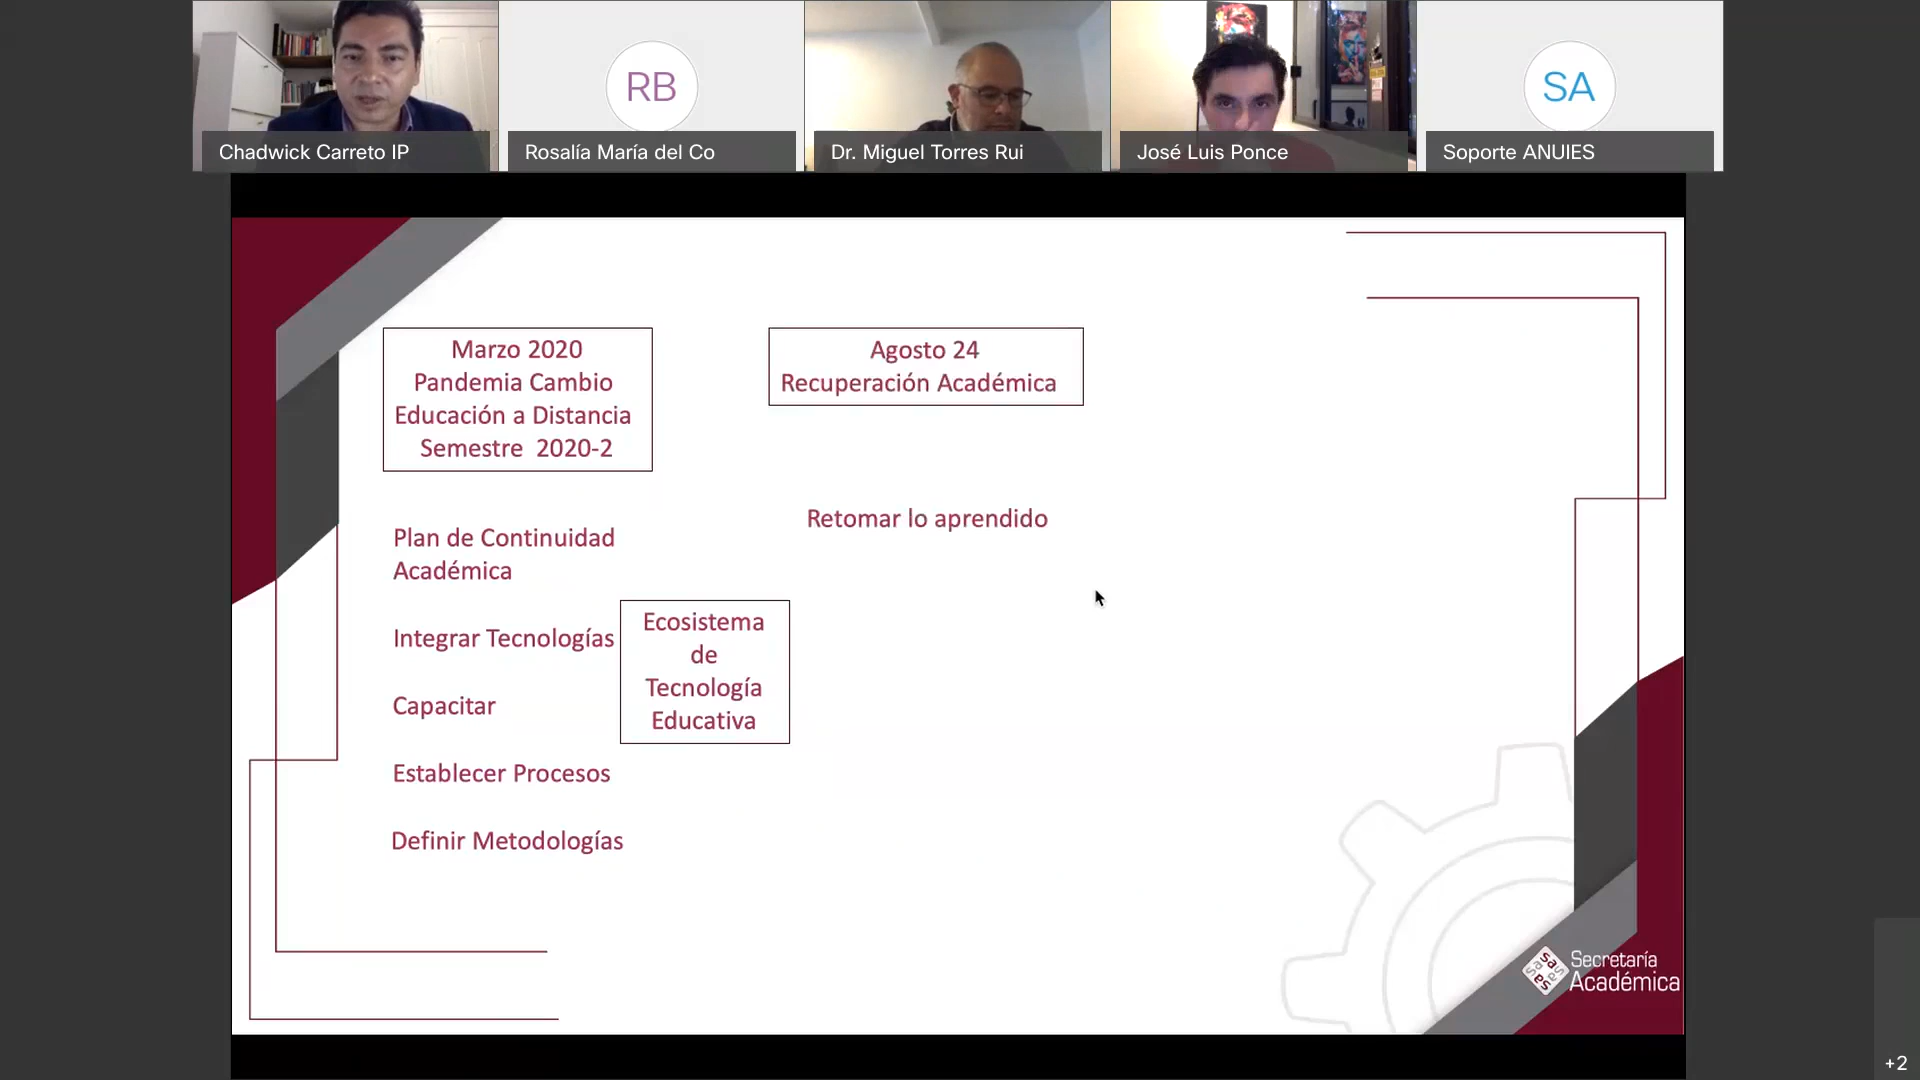 RB
SA
Chadwick Carreto IP
Rosalía María del Co
Dr. Miguel Torres Rui
José Luis Ponce
Soporte ANUIES
Marzo 2020
Pandemia Cambio
Educación a Distancia
Semestre 2020-2
Agosto 24
Recuperación Académica
Plan de Continuidad
Académica
Integrar Tecnologías
Capacitar
Establecer Procesos
Definir Metodologías
Ecosistema
de
Tecnología
Educativa
Retomar lo aprendido
Secretaría
Académica
+2